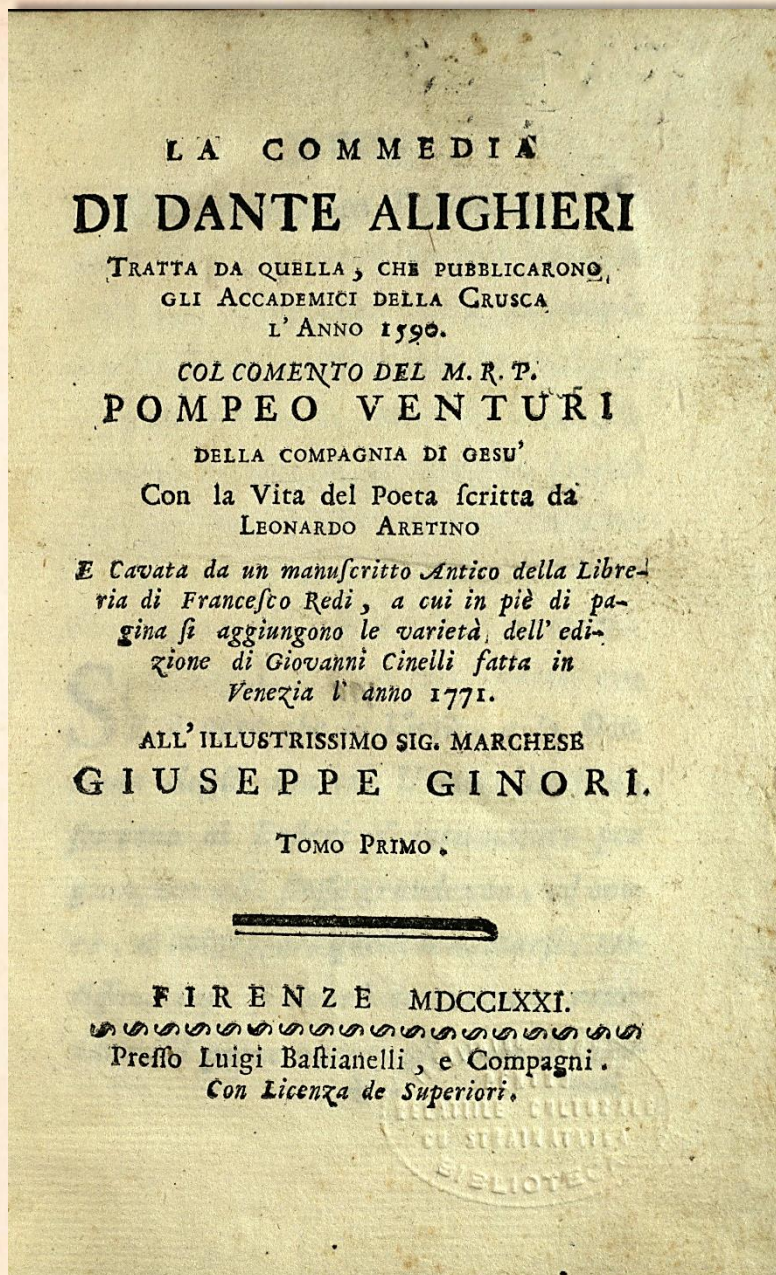 LA COMMEDIA
DI DANTE ALIGHIERI
TRATTA DA QUELLA, CHE PUBBLICARONO
GLI ACCADEMICI DELLA CRUSCA
L'ANNO 1590.
COL COMENTO DEL M. R. P.
POMPEO VENTURI
DELLA COMPAGNIA DI GESU'
Con la Vita del Poeta ſcritta da
LEONARDO ARETINO
E Cavata da un manuſcritto Antico della Libre-
ria di Franceſco Redi, a cui in piè di pa-
gina ſi aggiungono le varietà, dell' edi-
zione di Giovanni Cinelli fatta in
Venezia l' anno 1771.
ALL' ILLUSTRISSIMO SIG. MARCHESE
GIUSEPPE GINORI.
TOMO PRIMO.
FIRENZE MDCCLXXI.
Preſſo Luigi Baſtianelli, e Compagni.
Con Licenza de Superiori.
BIBLIOTECA